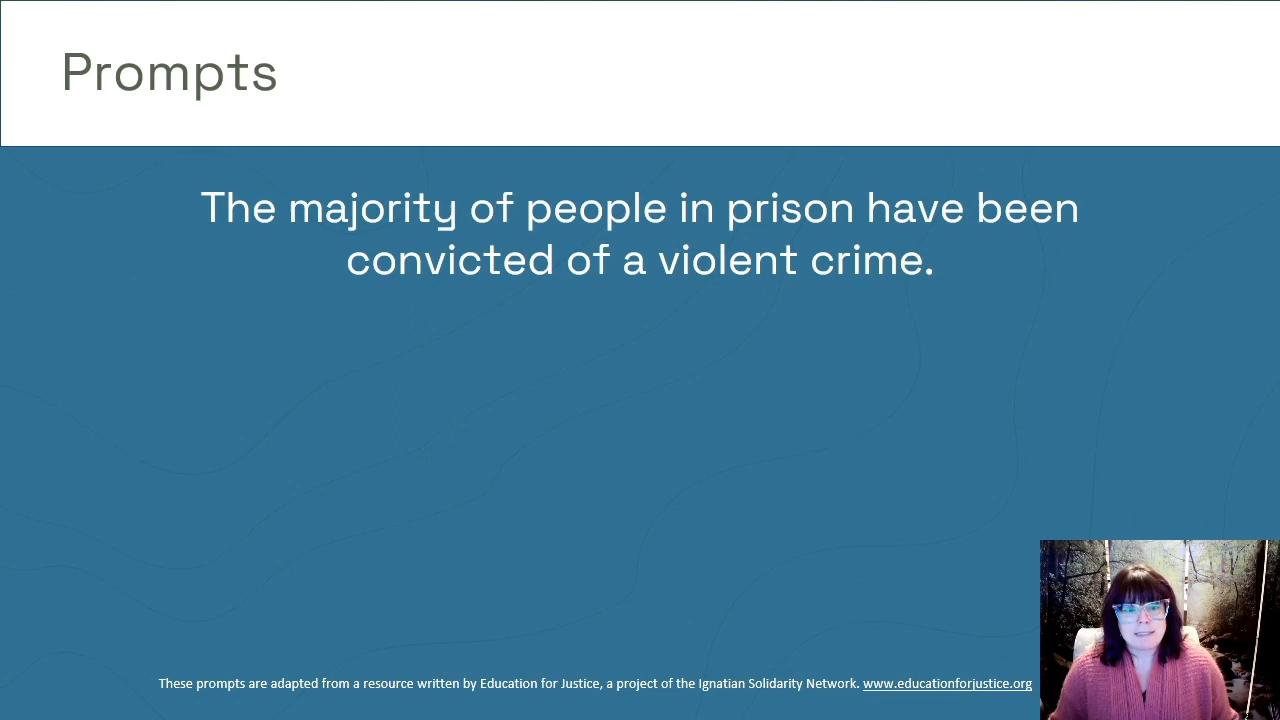 Prompts
The majority of people in prison have been
convicted of a violent crime.
These prompts are adapted from a resource written by Education for Justice, a project of the Ignatian Solidarity Network. www.educationforjustice.org